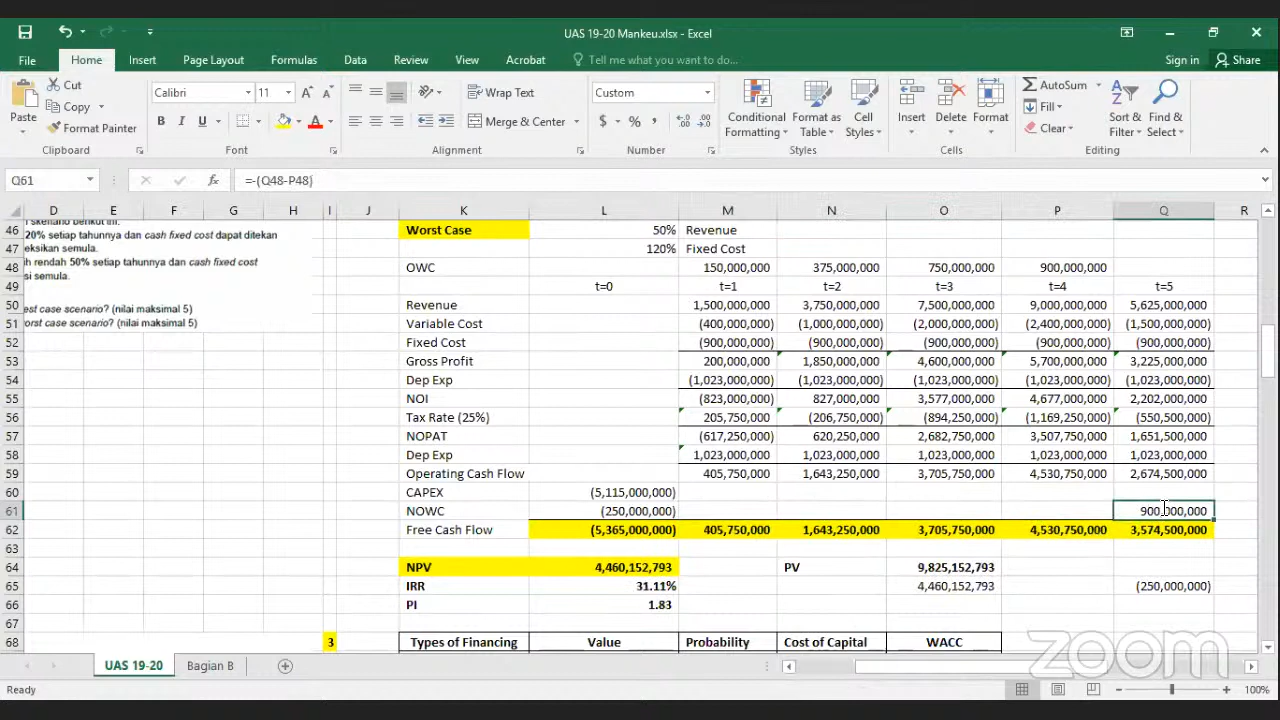 UAS 19-20 Mankeu.xlsx - Excel
File Home Insert Page Layout Formulas Data Review View Acrobat Tell me what you want to do... Sign in Share
Paste Cut Copy Format Painter Clipboard
Calibri 11 B I U Font
Wrap Text Merge & Center Alignment
Custom $ % , Number
Conditional Formatting Format as Table Cell Styles Styles
Insert Delete Format Cells
AutoSum Fill Clear Sort & Filter Find & Select Editing
Q61 fx =-(Q48-P48)
D E F G H I J K L M N O P Q R
i skenario berikut ini.
20% setiap tahunnya dan cash fixed cost dapat ditekan
eksikan semula.
ih rendah 50% setiap tahunnya dan cash fixed cost
si semula.
est case scenario? (nilai maksimal 5)
orst case scenario? (nilai maksimal 5)
46 Worst Case 50% Revenue
47 120% Fixed Cost
48 OWC 150,000,000 375,000,000 750,000,000 900,000,000
49 t=0 t=1 t=2 t=3 t=4 t=5
50 Revenue 1,500,000,000 3,750,000,000 7,500,000,000 9,000,000,000 5,625,000,000
51 Variable Cost (400,000,000) (1,000,000,000) (2,000,000,000) (2,400,000,000) (1,500,000,000)
52 Fixed Cost (900,000,000) (900,000,000) (900,000,000) (900,000,000) (900,000,000)
53 Gross Profit 200,000,000 1,850,000,000 4,600,000,000 5,700,000,000 3,225,000,000
54 Dep Exp (1,023,000,000) (1,023,000,000) (1,023,000,000) (1,023,000,000) (1,023,000,000)
55 NOI (823,000,000) 827,000,000 3,577,000,000 4,677,000,000 2,202,000,000
56 Tax Rate (25%) 205,750,000 (206,750,000) (894,250,000) (1,169,250,000) (550,500,000)
57 NOPAT (617,250,000) 620,250,000 2,682,750,000 3,507,750,000 1,651,500,000
58 Dep Exp 1,023,000,000 1,023,000,000 1,023,000,000 1,023,000,000 1,023,000,000
59 Operating Cash Flow 405,750,000 1,643,250,000 3,705,750,000 4,530,750,000 2,674,500,000
60 CAPEX (5,115,000,000)
61 NOWC (250,000,000) 900,000,000
62 Free Cash Flow (5,365,000,000) 405,750,000 1,643,250,000 3,705,750,000 4,530,750,000 3,574,500,000
63
64 NPV 4,460,152,793 PV 9,825,152,793
65 IRR 31.11% 4,460,152,793 (250,000,000)
66 PI 1.83
67
68 3 Types of Financing Value Probability Cost of Capital WACC
zoom
UAS 19-20 Bagian B
Ready 100%